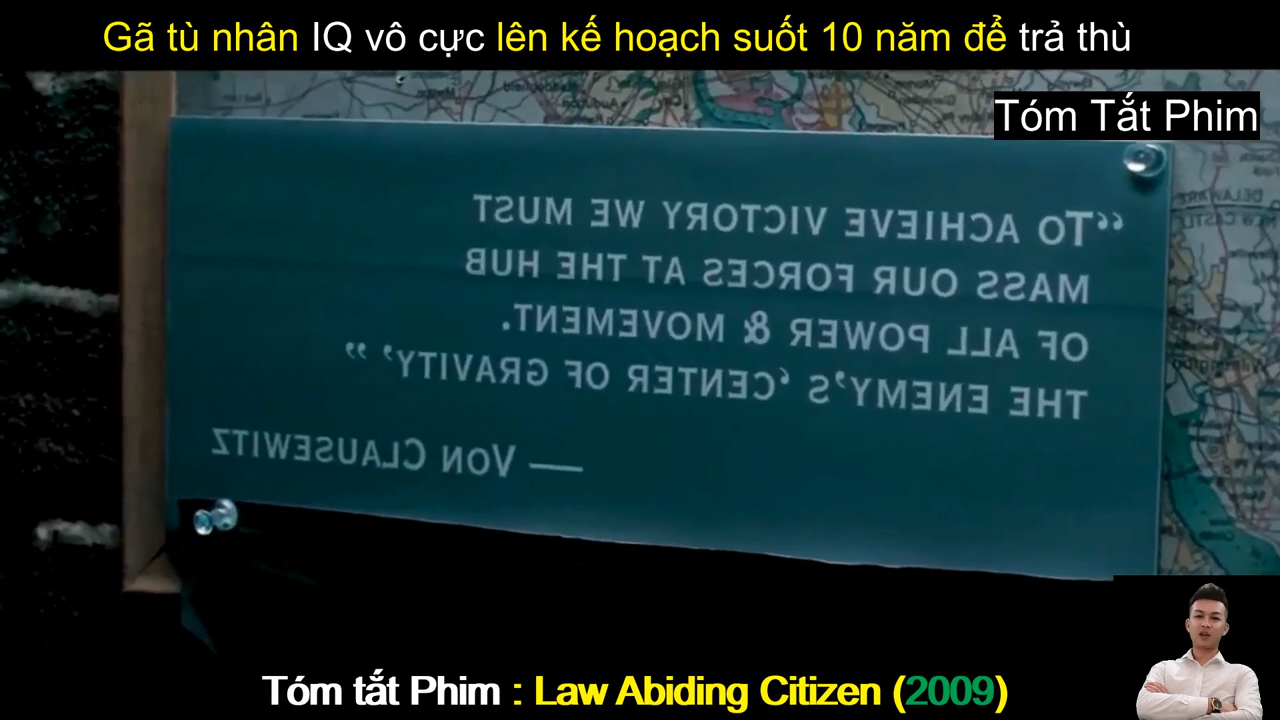 Gã tù nhân IQ vô cực lên kế hoạch suốt 10 năm để trả thù
Tóm Tắt Phim
“TO ACHIEVE VICTORY WE MUST
MASS OUR FORCES AT THE HUB
OF ALL POWER & MOVEMENT.
THE ENEMY’S ‘CENTER OF GRAVITY’ ”
— VON CLAUSEWITZ
DELAWARE
Tóm tắt Phim : Law Abiding Citizen (2009)